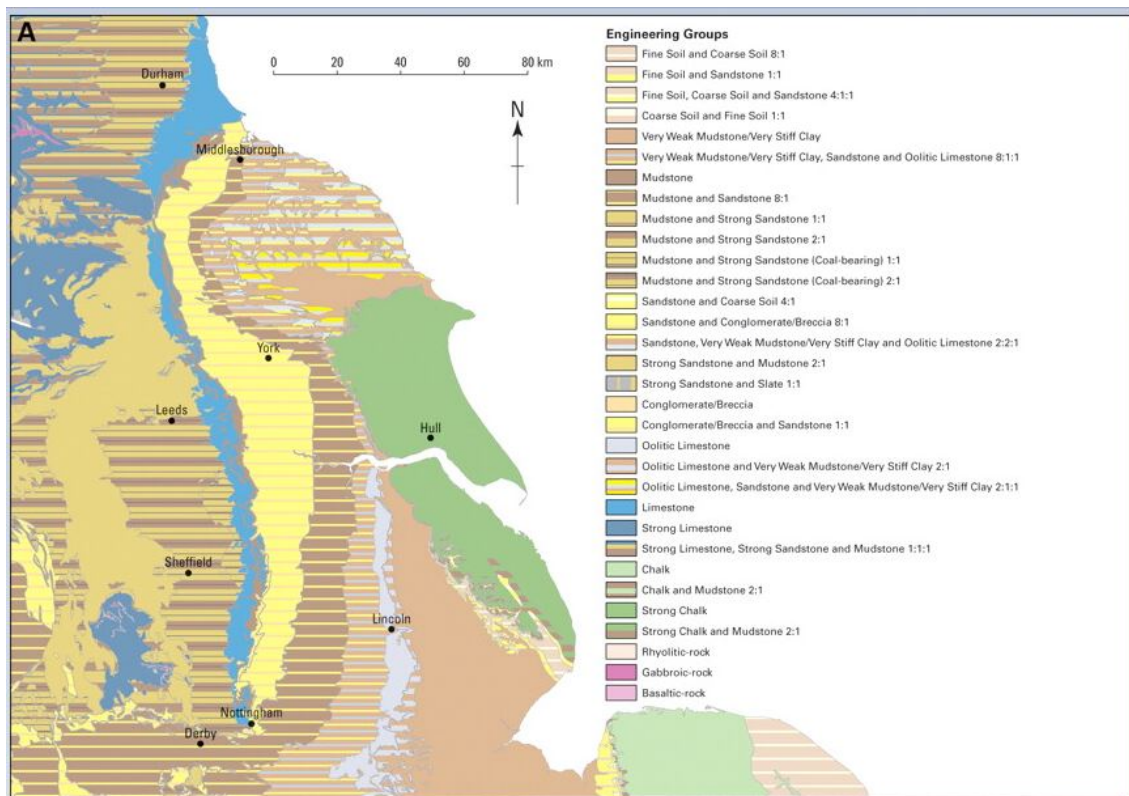 A
Engineering Groups
Fine Soil and Coarse Soil 8:1
Fine Soil and Sandstone 1:1
Fine Soil, Coarse Soil and Sandstone 4:1:1
Coarse Soil and Fine Soil 1:1
Very Weak Mudstone/Very Stiff Clay
Very Weak Mudstone/Very Stiff Clay, Sandstone and Oolitic Limestone 8:1:1
Mudstone
Mudstone and Sandstone 8:1
Mudstone and Strong Sandstone 1:1
Mudstone and Strong Sandstone 2:1
Mudstone and Strong Sandstone (Coal-bearing) 1:1
Mudstone and Strong Sandstone (Coal-bearing) 2:1
Sandstone and Coarse Soil 4:1
Sandstone and Conglomerate/Breccia 8:1
Sandstone, Very Weak Mudstone/Very Stiff Clay and Oolitic Limestone 2:2:1
Strong Sandstone and Mudstone 2:1
Strong Sandstone and Slate 1:1
Conglomerate/Breccia
Conglomerate/Breccia and Sandstone 1:1
Oolitic Limestone
Oolitic Limestone and Very Weak Mudstone/Very Stiff Clay 2:1
Oolitic Limestone, Sandstone and Very Weak Mudstone/Very Stiff Clay 2:1:1
Limestone
Strong Limestone
Strong Limestone, Strong Sandstone and Mudstone 1:1:1
Chalk
Chalk and Mudstone 2:1
Strong Chalk
Strong Chalk and Mudstone 2:1
Rhyolitic-rock
Gabbroic-rock
Basaltic-rock
0 20 40 80 km
N
Durham
Middlesborough
York
Leeds
Hull
Sheffield
Lincoln
Nottingham
Derby